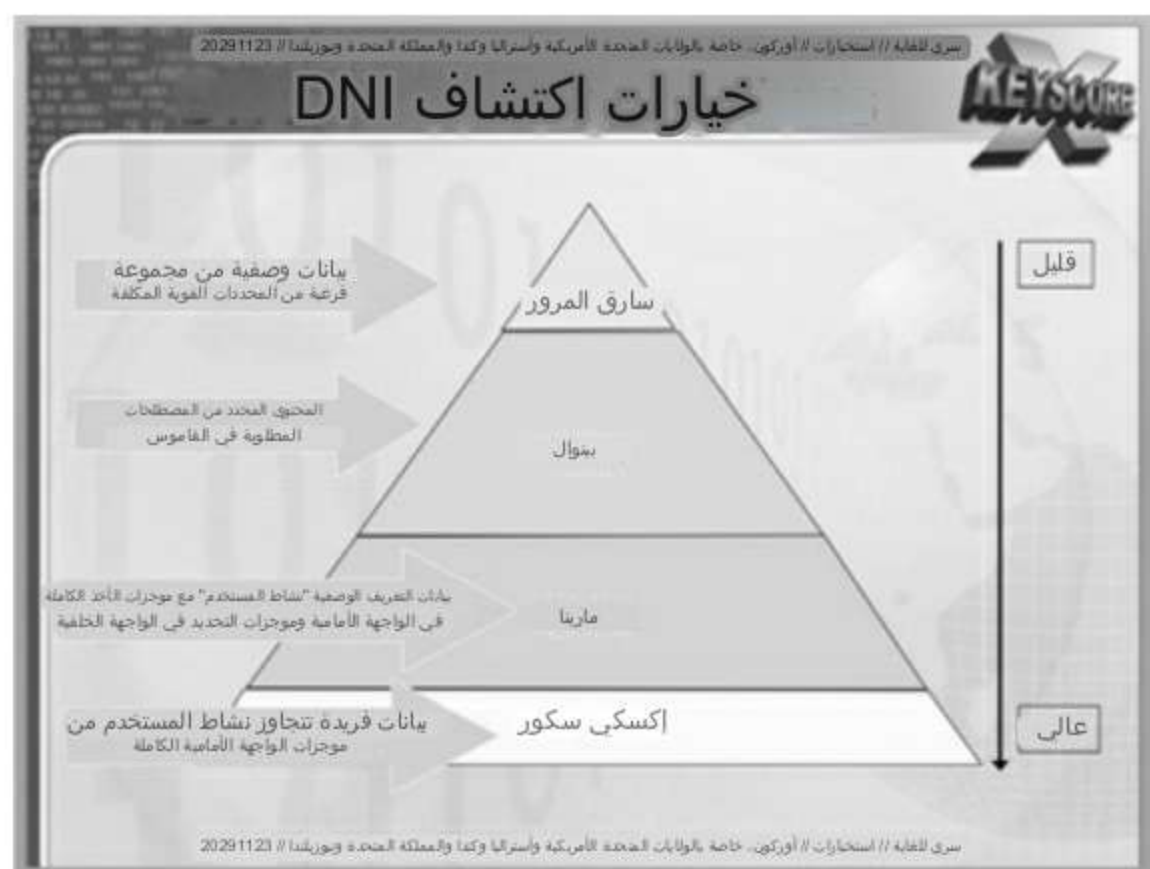 سري للغاية // استخبارات // أوركون.. خاصة بالولايات المتحدة الأمريكية وأستراليا وكندا والمملكة المتحدة ونيوزيلندا // 20291123
خيارات اكتشاف DNI
KEYSCORE
X
قليل
بيانات وصفية من مجموعة
فرعية من المحددات القوية المكلفة
سارق المرور
المحتوى المحدد من المصطلحات
المطلوبة في القاموس
بينوال
بيانات التعريف الوصفية "نشاط المستخدم" مع موجزات الأخذ الكاملة
في الواجهة الأمامية وموجزات التحديد في الواجهة الخلفية
مارينا
بيانات فريدة تتجاوز نشاط المستخدم من
موجزات الواجهة الأمامية الكاملة
إكسكي سكور
عالى
سري للغاية // استخبارات // أوركون.. خاصة بالولايات المتحدة الأمريكية وأستراليا وكندا والمملكة المتحدة ونيوزيلندا // 20291123